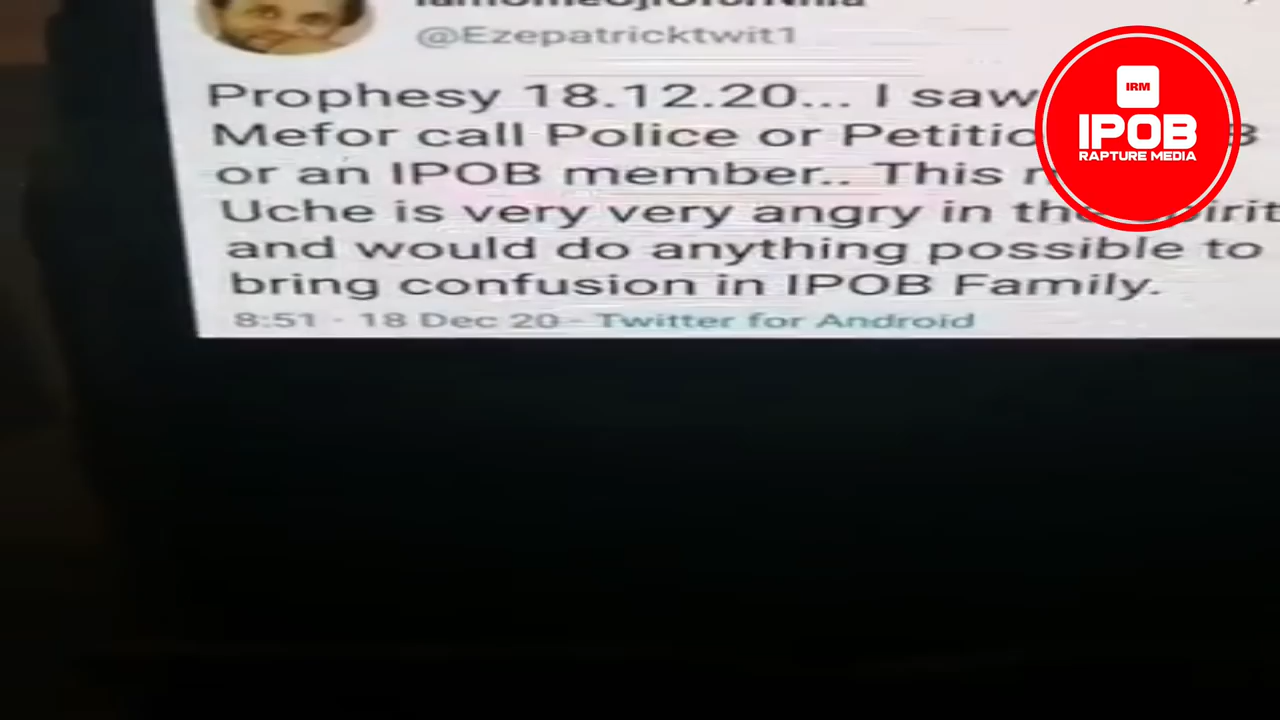 @Ezepatricktwit1
Prophesy 18.12.20... I saw
Mefor call Police or Petitio
or an IPOB member.. This
Uche is very very angry in the
and would do anything possible to
bring confusion in IPOB Family.
8:51 · 18 Dec 20 · Twitter for Android
IRM
IPOB
RAPTURE MEDIA